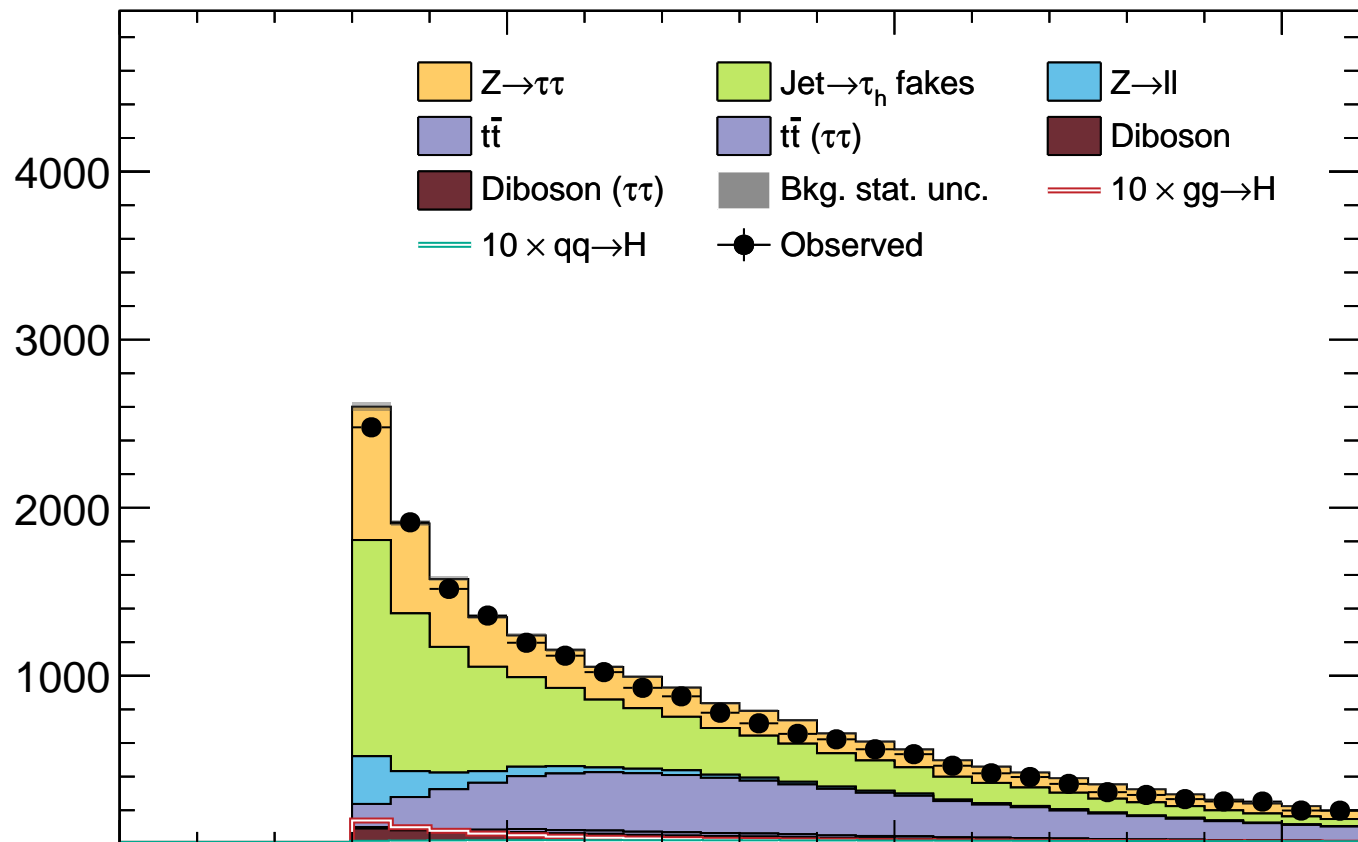 Z→ττ Jet→τh fakes Z→ll
tt̄ tt̄ (ττ) Diboson
Diboson (ττ) Bkg. stat. unc. 10 × gg→H
10 × qq→H Observed
4000
3000
2000
1000